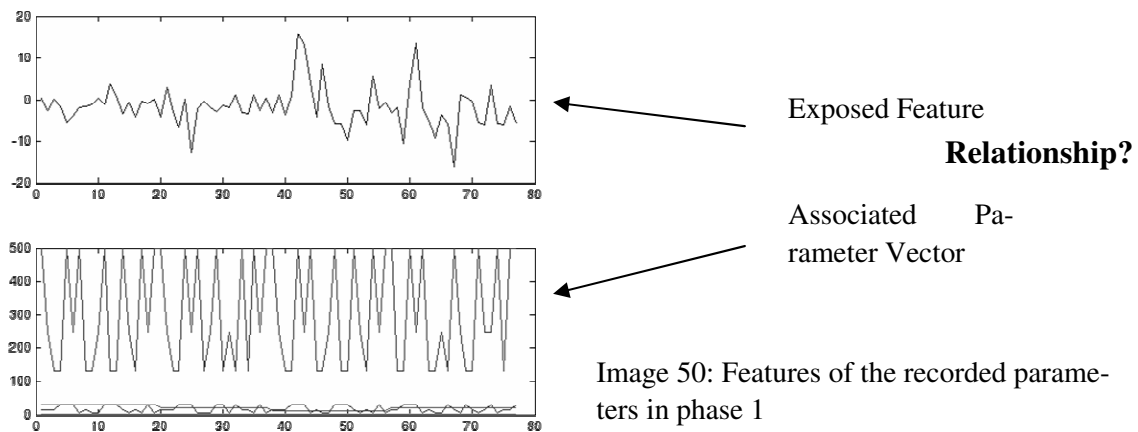 20
10
0
-10
-20
0 10 20 30 40 50 60 70 80
Exposed Feature
Relationship?
500
400
300
200
100
0
0 10 20 30 40 50 60 70 80
Associated Pa-
rameter Vector
Image 50: Features of the recorded parame-
ters in phase 1